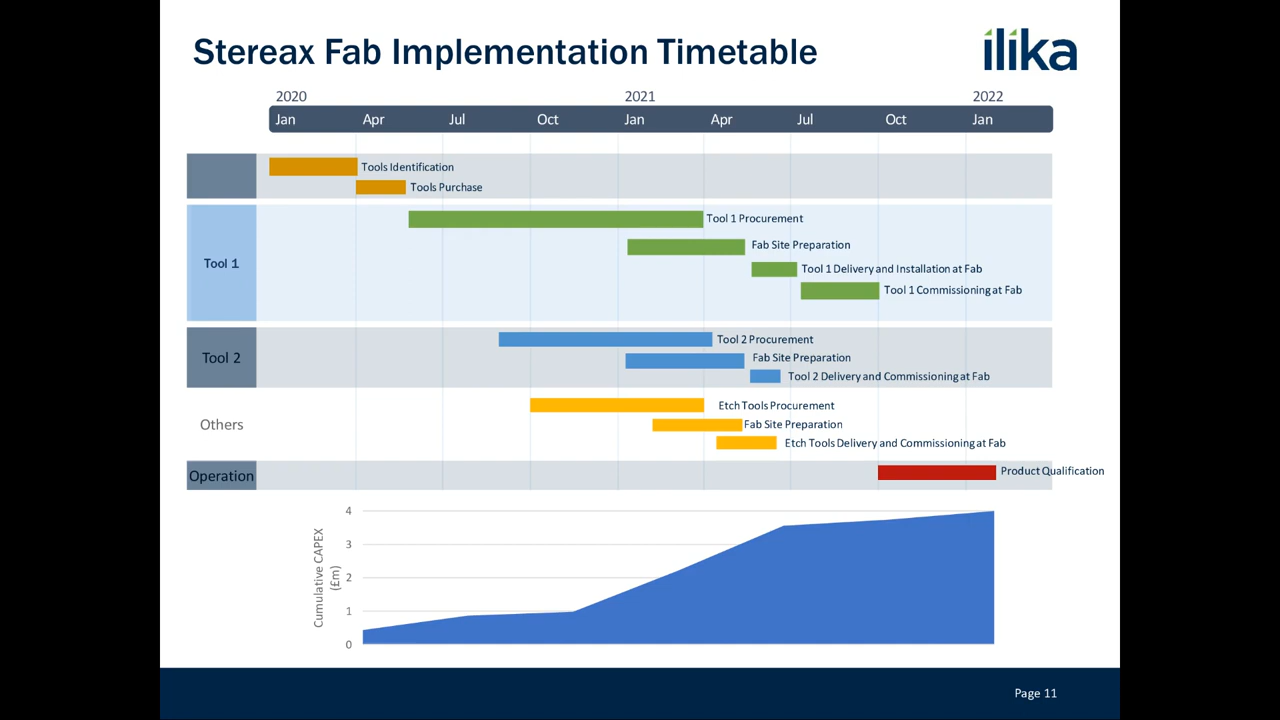 Stereax Fab Implementation Timetable
ilika
2020 2021 2022
Jan Apr Jul Oct Jan Apr Jul Oct Jan
Tools Identification
Tools Purchase
Tool 1
Tool 1 Procurement
Fab Site Preparation
Tool 1 Delivery and Installation at Fab
Tool 1 Commissioning at Fab
Tool 2
Tool 2 Procurement
Fab Site Preparation
Tool 2 Delivery and Commissioning at Fab
Others
Etch Tools Procurement
Fab Site Preparation
Etch Tools Delivery and Commissioning at Fab
Operation
Product Qualification
Cumulative CAPEX
(£m)
4
3
2
1
0
Page 11